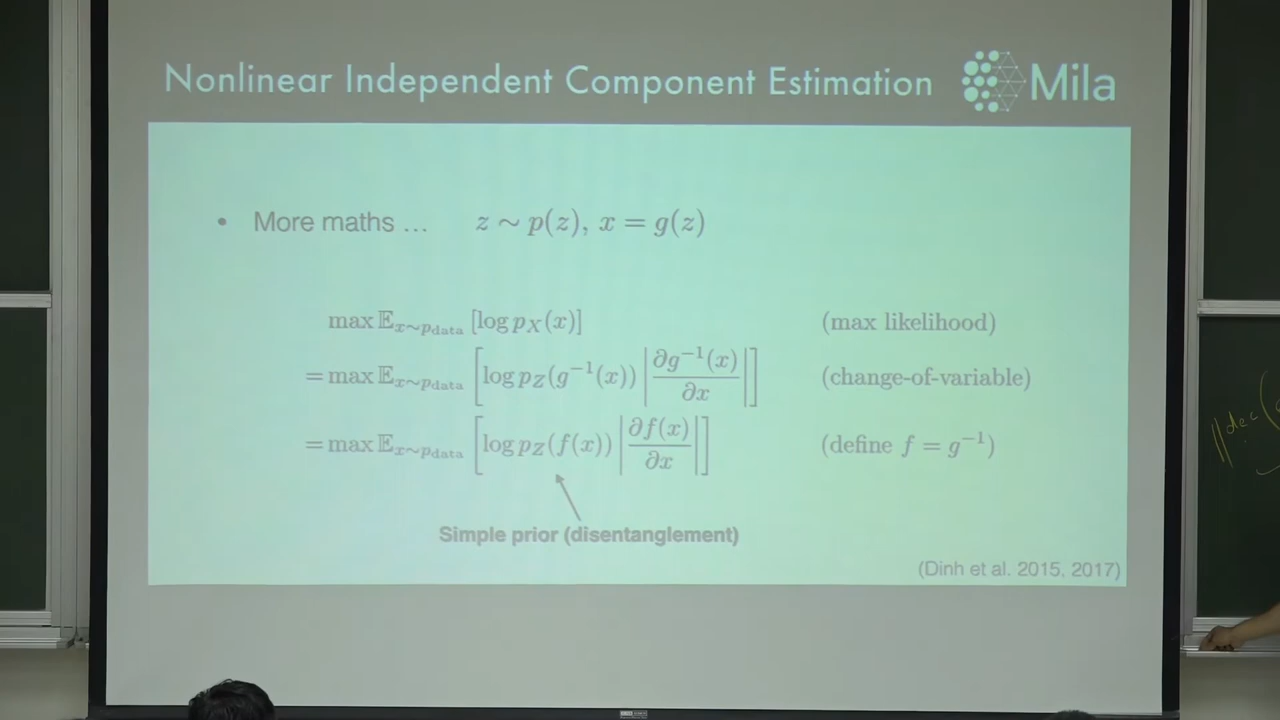 Nonlinear Independent Component Estimation Mila
• More maths … z ∼ p(z), x = g(z)
max 𝔼_{x∼p_data} [log p_X(x)] (max likelihood)
= max 𝔼_{x∼p_data} [log p_Z(g⁻¹(x)) |∂g⁻¹(x)/∂x|] (change-of-variable)
= max 𝔼_{x∼p_data} [log p_Z(f(x)) |∂f(x)/∂x|] (define f = g⁻¹)
Simple prior (disentanglement)
(Dinh et al. 2015, 2017)
||dec(